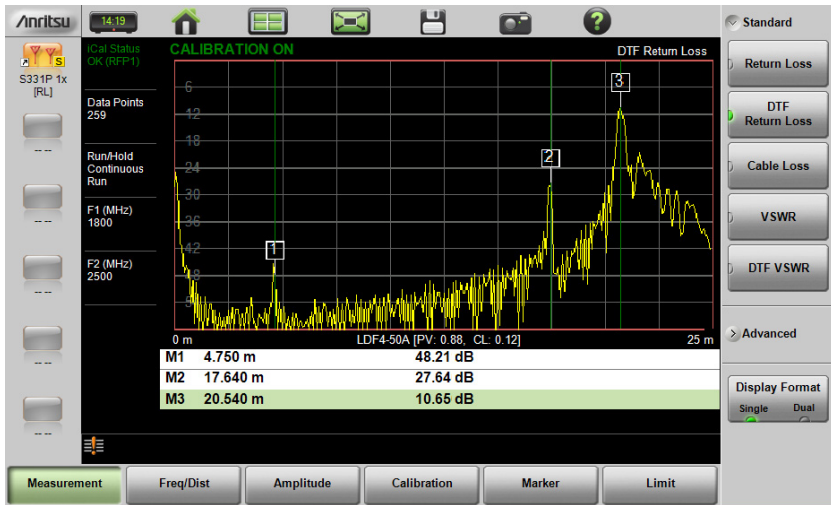 Anritsu
14:19
?
Standard
iCal Status
OK (RFP1)
CALIBRATION ON
DTF Return Loss
S
S331P 1x
[RL]
Data Points
259
Run/Hold
Continuous
Run
F1 (MHz)
1800
F2 (MHz)
2500
-- --
-- --
-- --
-- --
-- --
6
12
18
24
30
36
42
48
1
2
3
0 m
LDF4-50A [PV: 0.88, CL: 0.12]
25 m
M1 4.750 m 48.21 dB
M2 17.640 m 27.64 dB
M3 20.540 m 10.65 dB
Return Loss
DTF
Return Loss
Cable Loss
VSWR
DTF VSWR
Advanced
Display Format
Single Dual
Measurement
Freq/Dist
Amplitude
Calibration
Marker
Limit